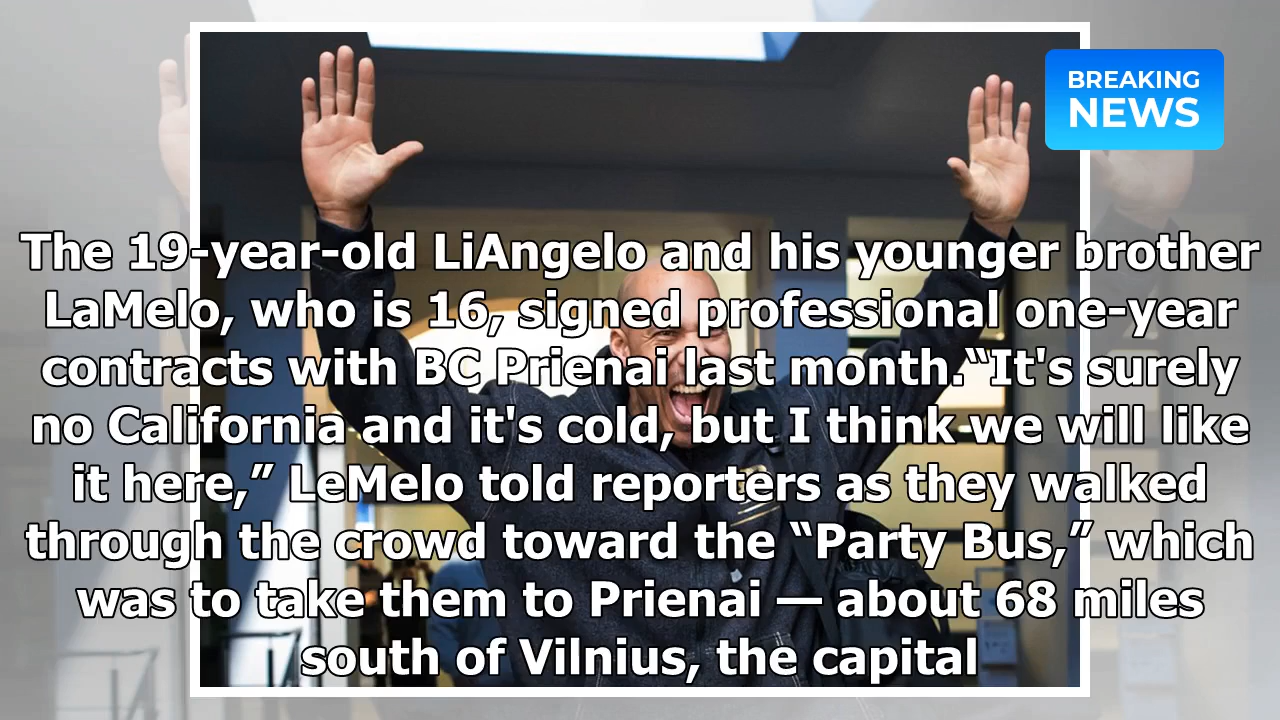 BREAKING
NEWS
The 19-year-old LiAngelo and his younger brother
LaMelo, who is 16, signed professional one-year
contracts with BC Prienai last month.“It's surely
no California and it's cold, but I think we will like
it here,” LeMelo told reporters as they walked
through the crowd toward the “Party Bus,” which
was to take them to Prienai — about 68 miles
south of Vilnius, the capital